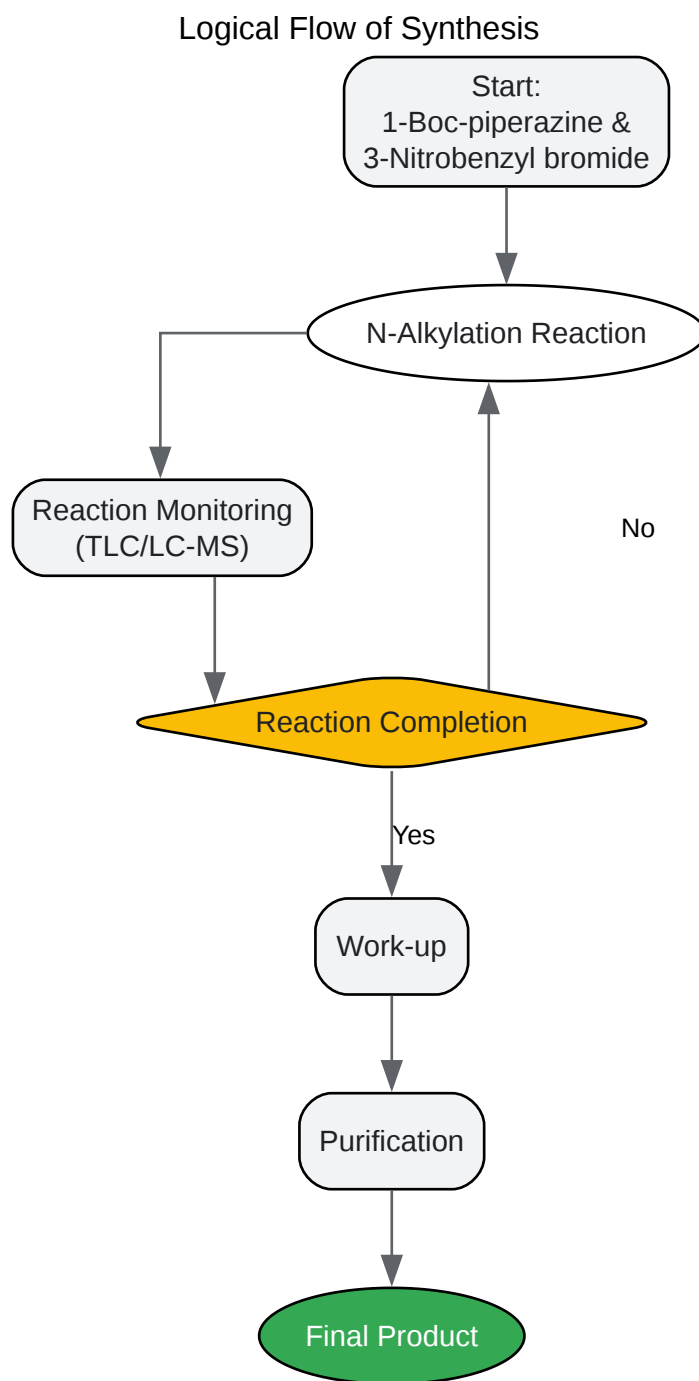 Logical Flow of Synthesis
Start:
1-Boc-piperazine &
3-Nitrobenzyl bromide
N-Alkylation Reaction
Reaction Monitoring
(TLC/LC-MS)
No
Reaction Completion
Yes
Work-up
Purification
Final Product